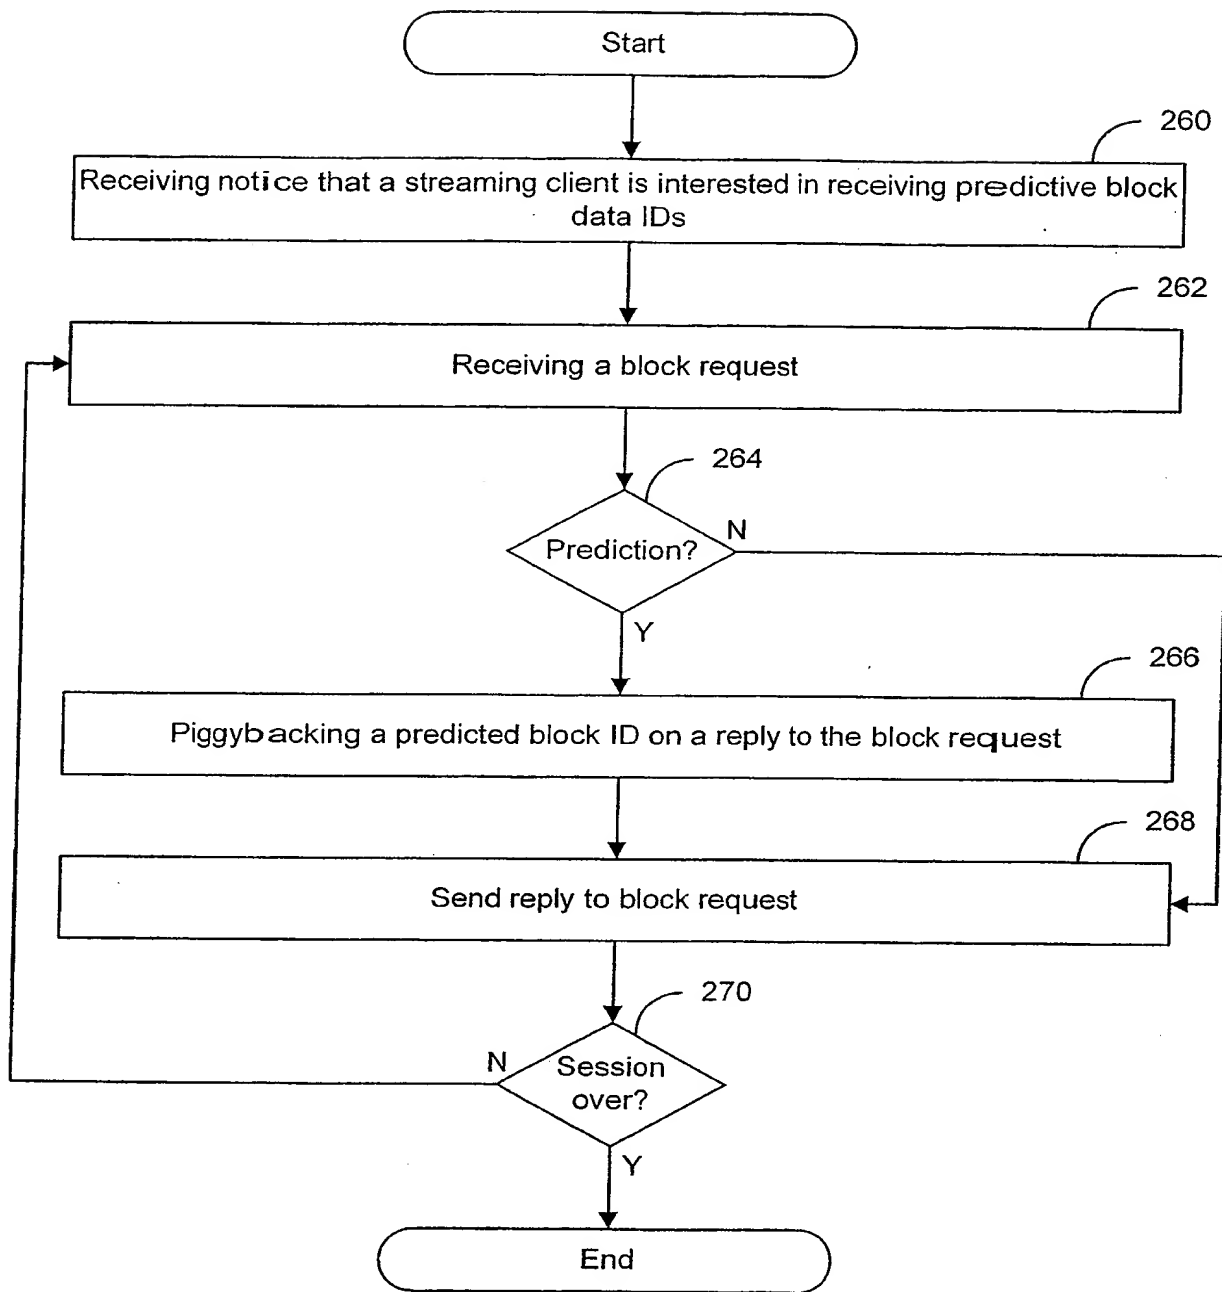 Start
260
Receiving notice that a streaming client is interested in receiving predictive block
data IDs
262
Receiving a block request
264
Prediction?
N
Y
266
Piggybacking a predicted block ID on a reply to the block request
268
Send reply to block request
270
N
Session
over?
Y
End